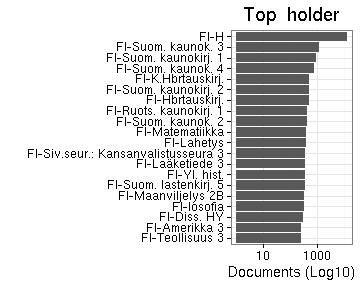 Top holder
FI-H
FI-Suom. kaunok. 3
FI-Suom. kaunokirj. 1
FI-Suom. kaunok. 4
FI-K.Hbrtauskirj.
FI-Suom. kaunokirj. 2
FI-Hbrtauskirj.
FI-Ruots. kaunokirj. 1
FI-Suom. kaunok. 2
FI-Matematiikka
FI-Lahetys
FI-Siv.seur.: Kansanvalistusseura 3
FI-Laaketiede 3
FI-Yl. hist.
FI-Suom. lastenkirj. 5
FI-Maanviljelys 2B
FI-ilosofia
FI-Diss. HY
FI-Amerikka 3
FI-Teollisuus 3
10 1000
Documents (Log10)